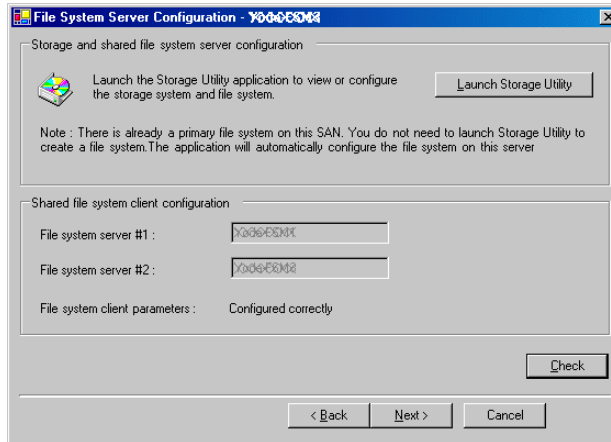 File System Server Configuration -
Storage and shared file system server configuration
Launch the Storage Utility application to view or configure
the storage system and file system.
Launch Storage Utility
Note : There is already a primary file system on this SAN. You do not need to launch Storage Utility to
create a file system.The application will automatically configure the file system on this server
Shared file system client configuration
File system server #1 :
File system server #2 :
File system client parameters : Configured correctly
Check
< Back Next > Cancel